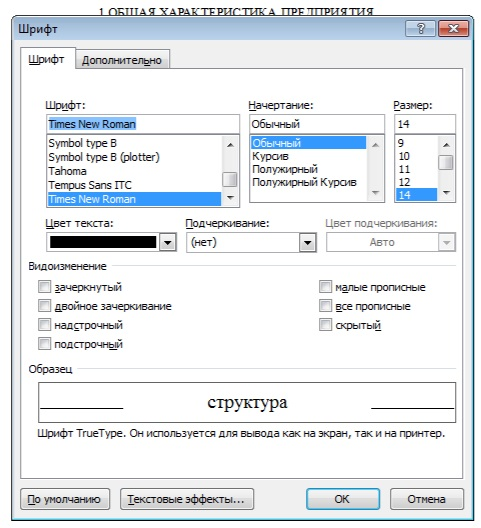 1 ОБЩАЯ ХАРАКТЕРИСТИКА ПРЕДПРИЯТИЯ
Шрифт
Шрифт Дополнительно
Шрифт: Начертание: Размер:
Times New Roman Обычный 14
Symbol type B Обычный 9
Symbol type B (plotter) Курсив 10
Tahoma Полужирный 11
Tempus Sans ITC Полужирный Курсив 12
Times New Roman 14
Цвет текста: Подчеркивание: Цвет подчеркивания:
(нет) Авто
Видоизменение
зачеркнутый малые прописные
двойное зачеркивание все прописные
надстрочный скрытый
подстрочный
Образец
структура
Шрифт TrueType. Он используется для вывода как на экран, так и на принтер.
По умолчанию Текстовые эффекты... ОК Отмена